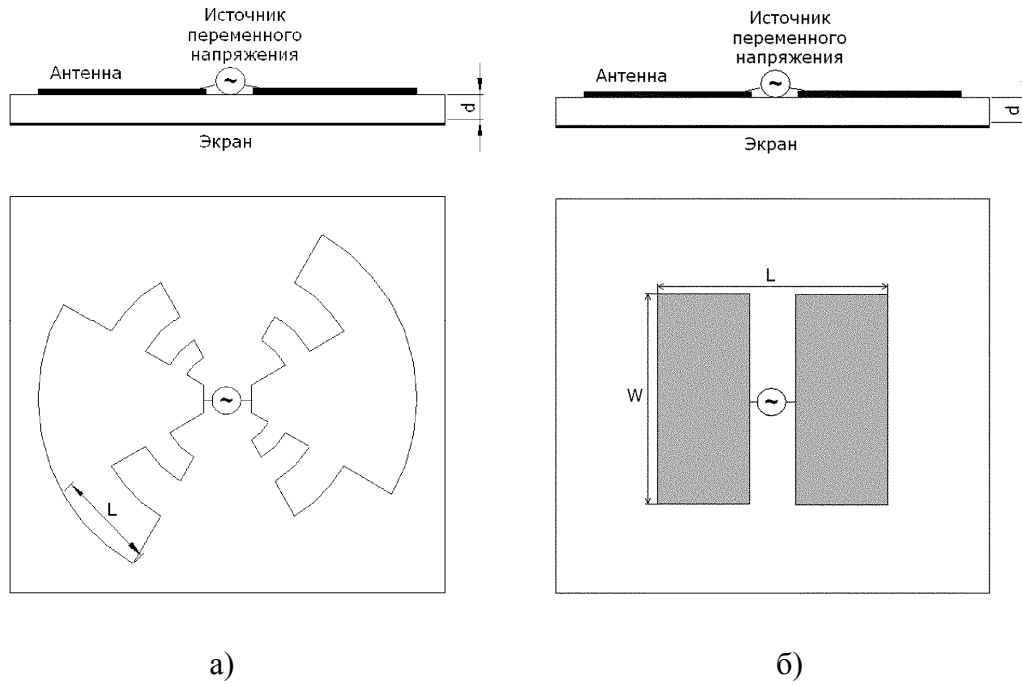 Источник
переменного
напряжения
Антенна
~
d
Экран
L
~
а)
Источник
переменного
напряжения
Антенна
~
d
Экран
L
W
~
б)